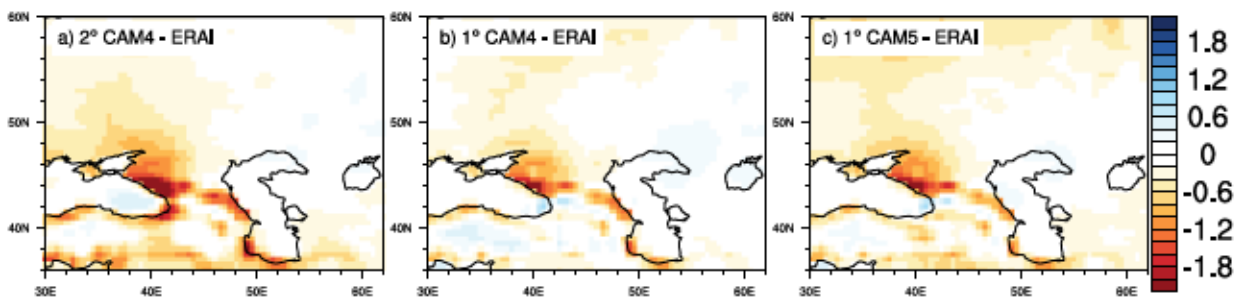 60N 60N 60N
a) 2° CAM4 - ERAI b) 1° CAM4 - ERAI c) 1° CAM5 - ERAI
1.8
1.2
50N 50N 50N
0.6
0
-0.6
40N 40N 40N
-1.2
-1.8
30E 40E 50E 60E 30E 40E 50E 60E 30E 40E 50E 60E